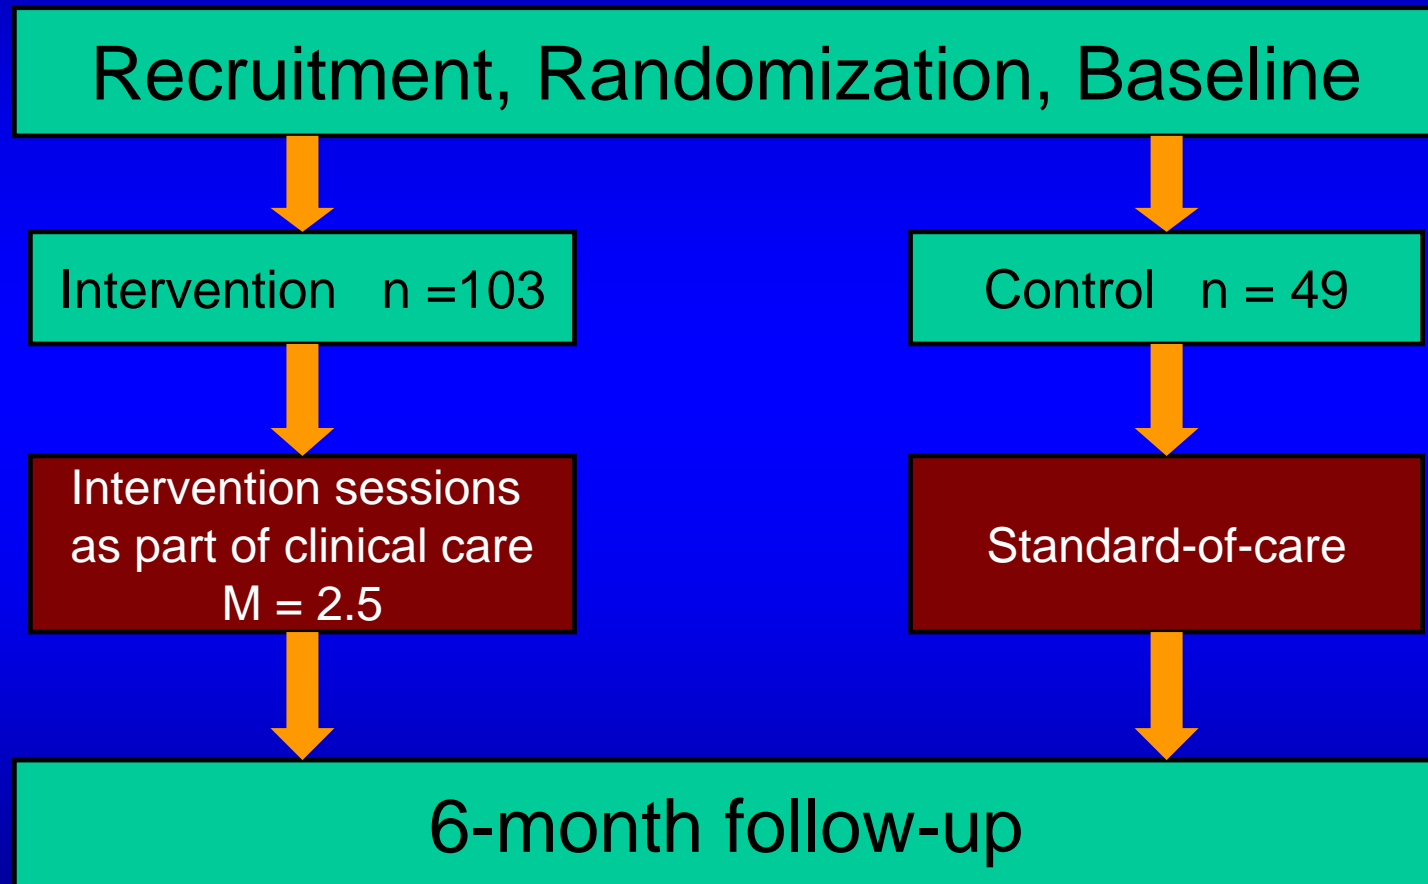 Recruitment, Randomization, Baseline
Intervention n =103
Control n = 49
Intervention sessions
as part of clinical care
M = 2.5
Standard-of-care
6-month follow-up